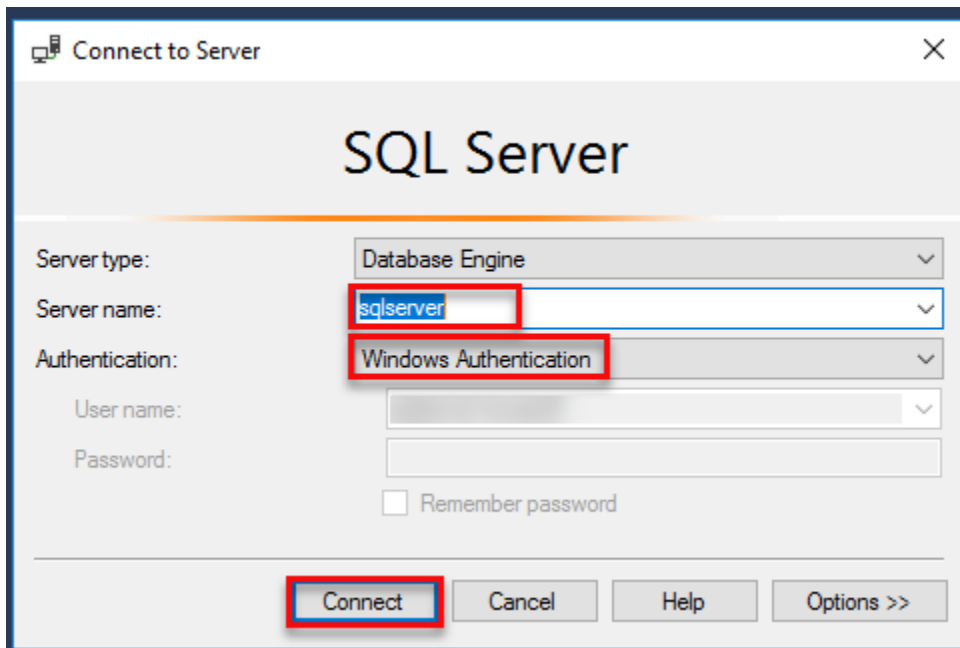 Connect to Server
SQL Server
Server type: Database Engine
Server name: sqlserver
Authentication: Windows Authentication
User name:
Password:
Remember password
Connect Cancel Help Options >>